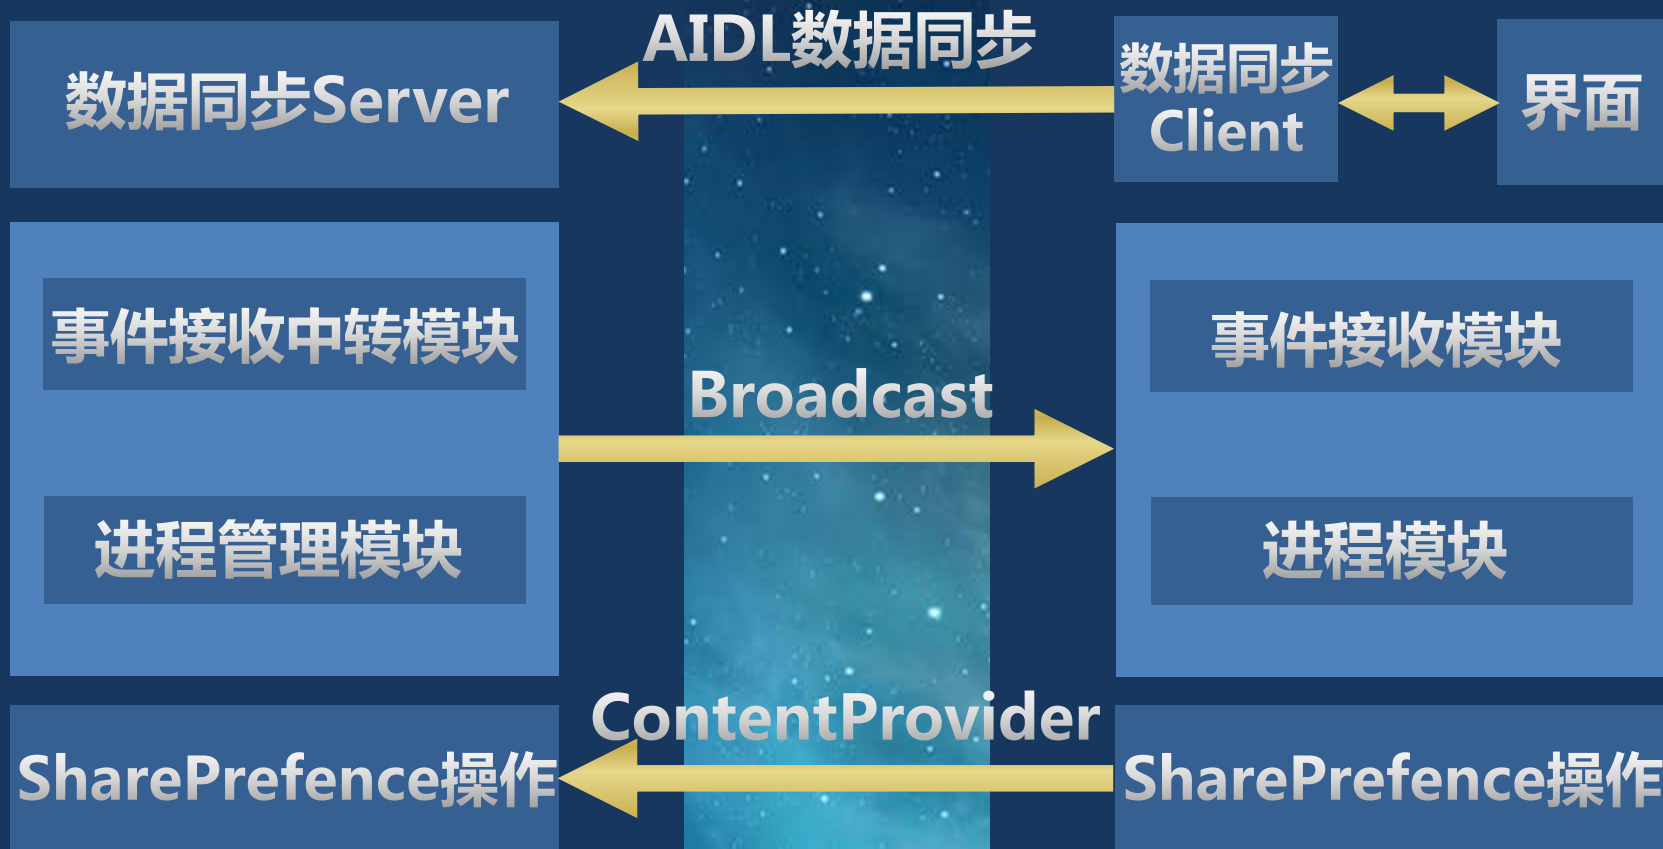 AIDL数据同步
数据同步Server
数据同步
Client
界面
事件接收中转模块
事件接收模块
Broadcast
进程管理模块
进程模块
ContentProvider
SharePrefence操作
SharePrefence操作